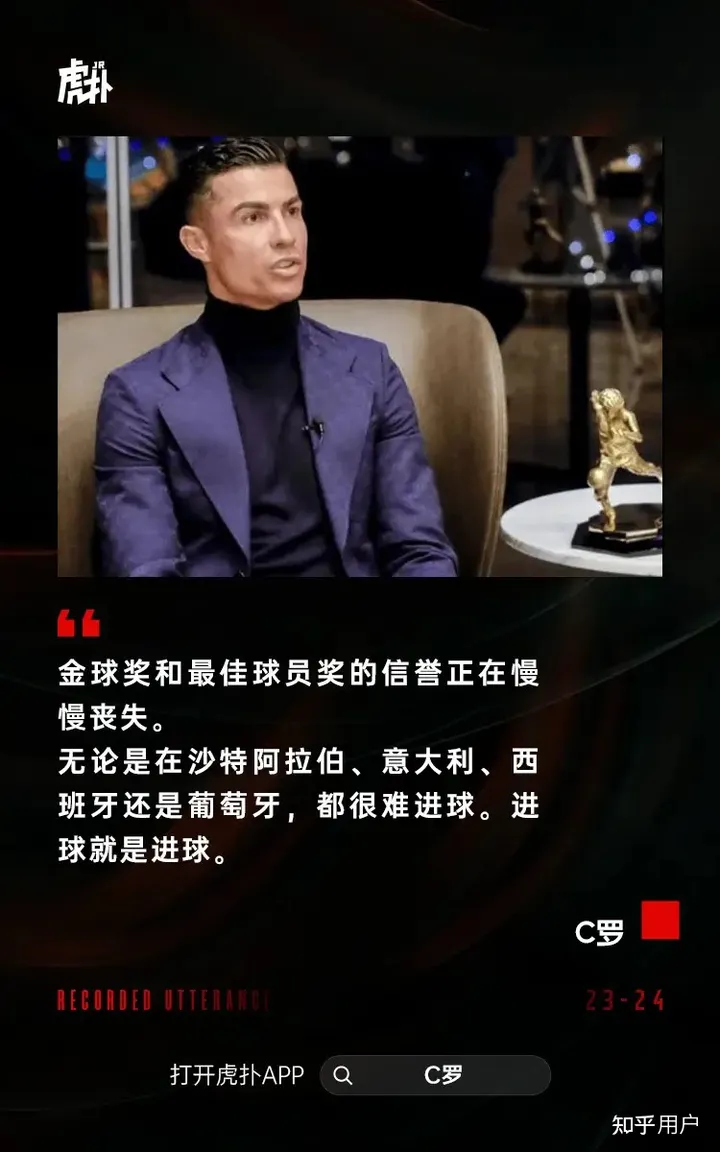 虎扑
JR
金球奖和最佳球员奖的信誉正在慢
慢丧失。
无论是在沙特阿拉伯、意大利、西
班牙还是葡萄牙，都很难进球。进
球就是进球。
C罗
RECORDED UTTERANCE
23-24
打开虎扑APP
C罗
知乎用户